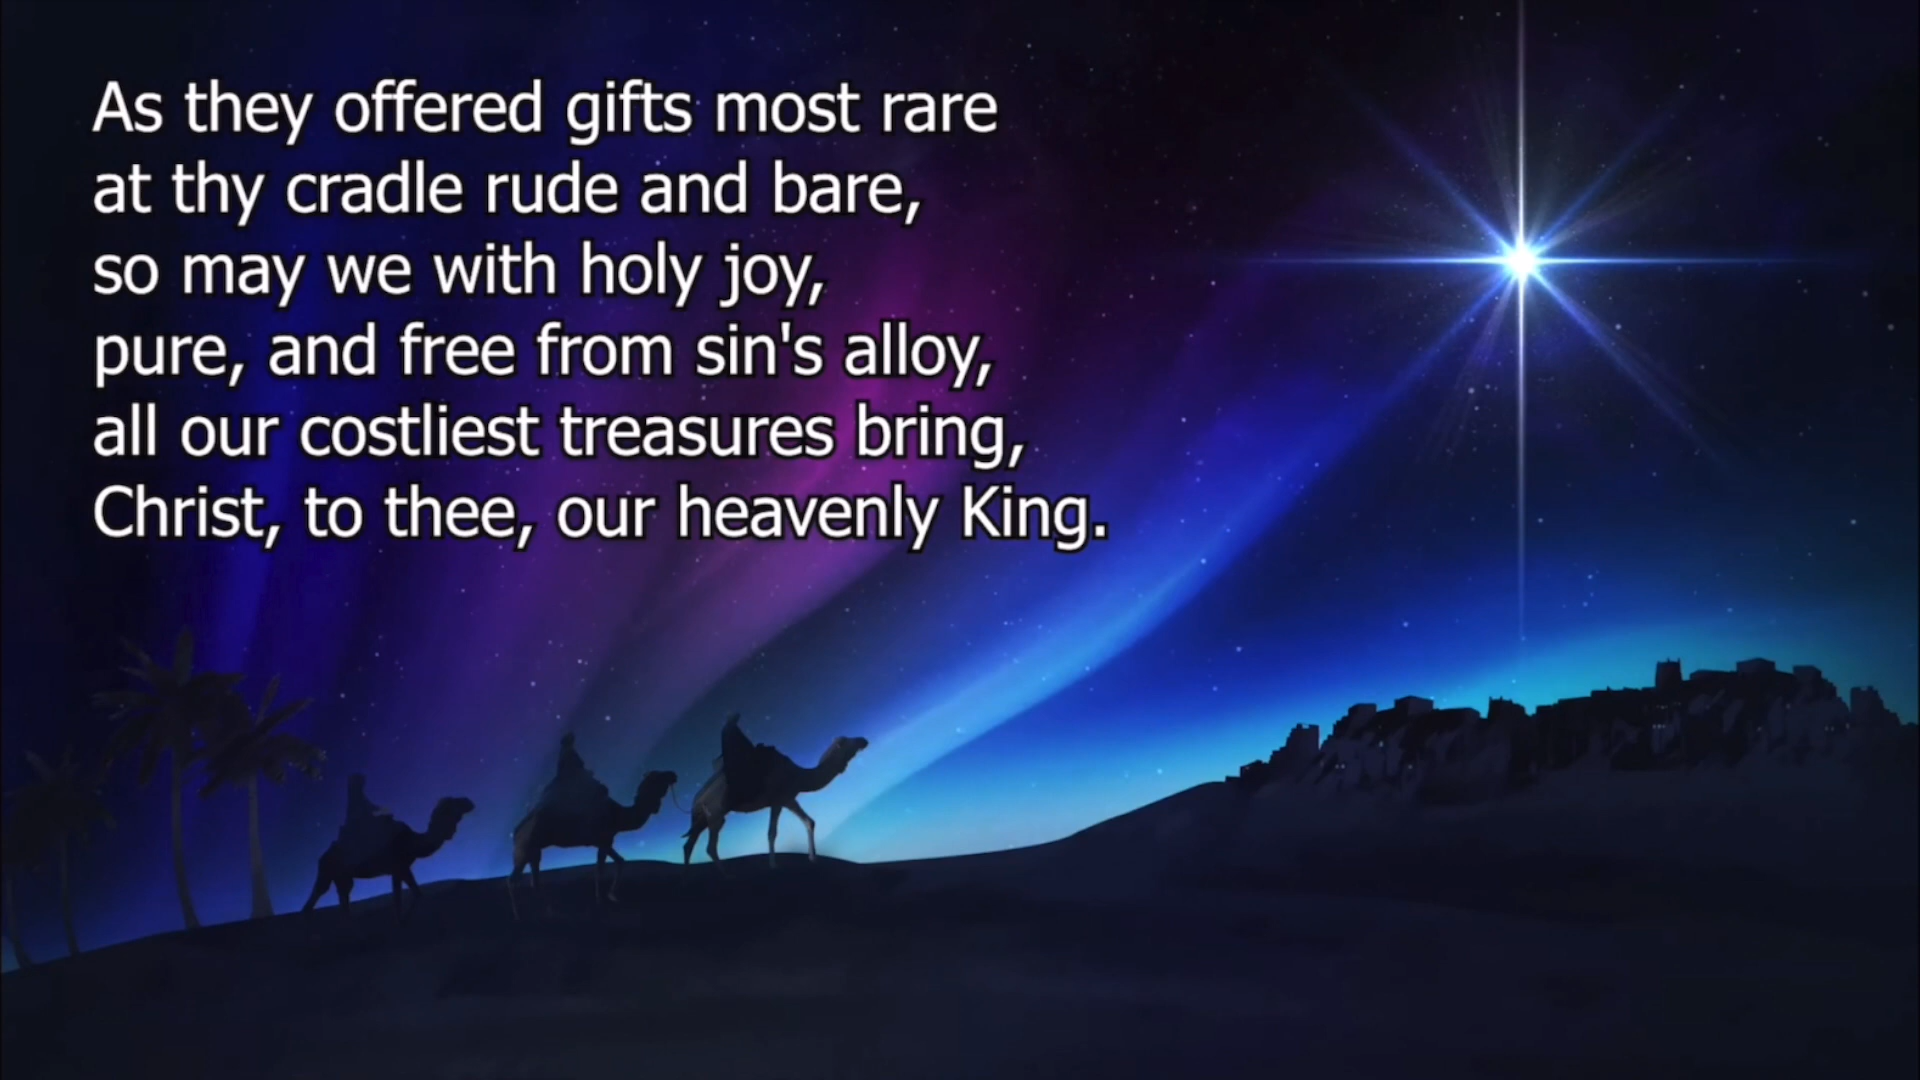 As they offered gifts most rare
at thy cradle rude and bare,
so may we with holy joy,
pure, and free from sin's alloy,
all our costliest treasures bring,
Christ, to thee, our heavenly King.